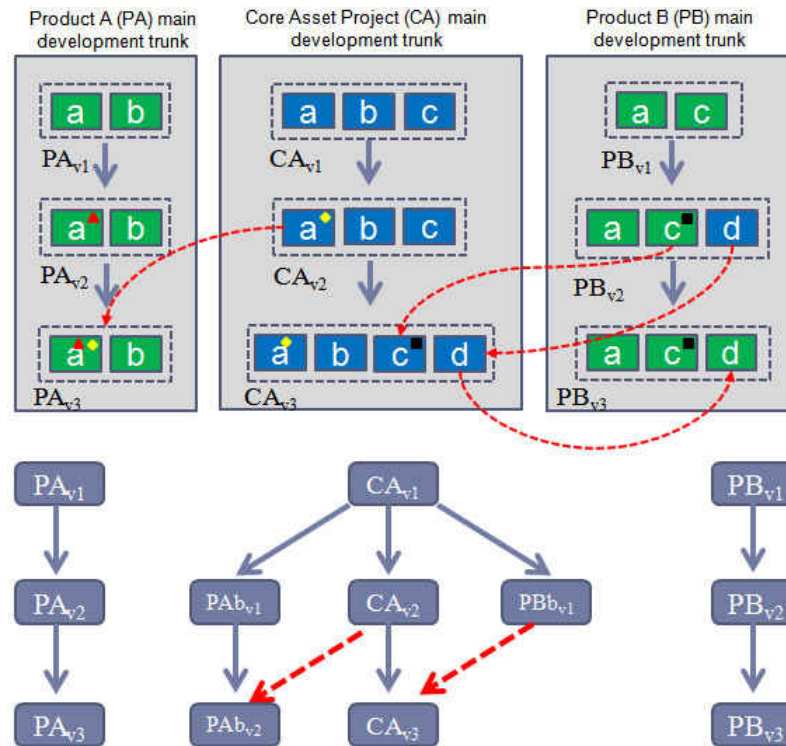 Product A (PA) main
development trunk
Core Asset Project (CA) main
development trunk
Product B (PB) main
development trunk
a b
a b c
a c
PAv1
CAv1
PBv1
a b
a b c
a c d
PAv2
CAv2
PBv2
a b
a b c d
a c d
PAv3
CAv3
PBv3
PAv1
CAv1
PBv1
PAv2
PAbv1
CAv2
PBbv1
PBv2
PAv3
PAbv2
CAv3
PBv3